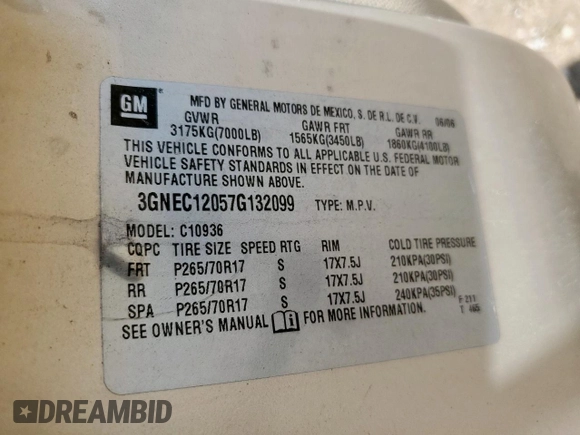 GM
MFD BY GENERAL MOTORS DE MEXICO, S. DE R.L. DE C.V. 06/06
GVWR GAWR FRT GAWR RR
3175KG(7000LB) 1565KG(3450LB) 1860KG(4100LB)
THIS VEHICLE CONFORMS TO ALL APPLICABLE U.S. FEDERAL MOTOR
VEHICLE SAFETY STANDARDS IN EFFECT ON THE DATE OF
MANUFACTURE SHOWN ABOVE.
3GNEC12057G132099 TYPE: M.P.V.
MODEL: C10936
CQPC TIRE SIZE SPEED RTG RIM COLD TIRE PRESSURE
FRT P265/70R17 S 17X7.5J 210KPA(30PSI)
RR P265/70R17 S 17X7.5J 210KPA(30PSI)
SPA P265/70R17 S 17X7.5J 240KPA(35PSI)
F 211
SEE OWNER'S MANUAL FOR MORE INFORMATION.
DREAMBID